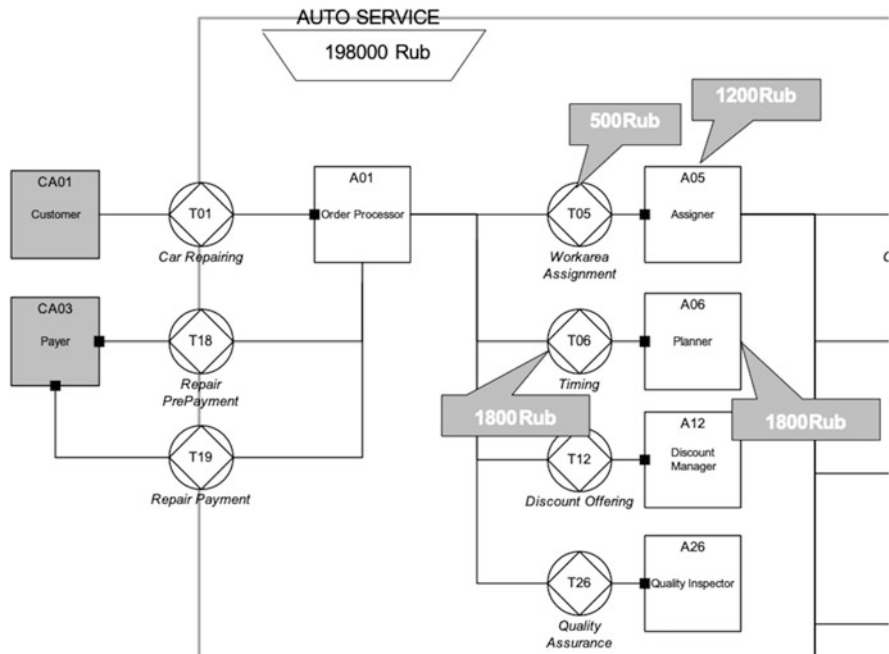 AUTO SERVICE
198000 Rub
500Rub
1200Rub
CA01
Customer
T01
Car Repairing
A01
Order Processor
T05
Workarea
Assignment
A05
Assigner
CA03
Payer
T18
Repair
PrePayment
T06
Timing
A06
Planner
1800Rub
1800Rub
T19
Repair Payment
T12
Discount Offering
A12
Discount
Manager
T26
Quality
Assurance
A26
Quality Inspector